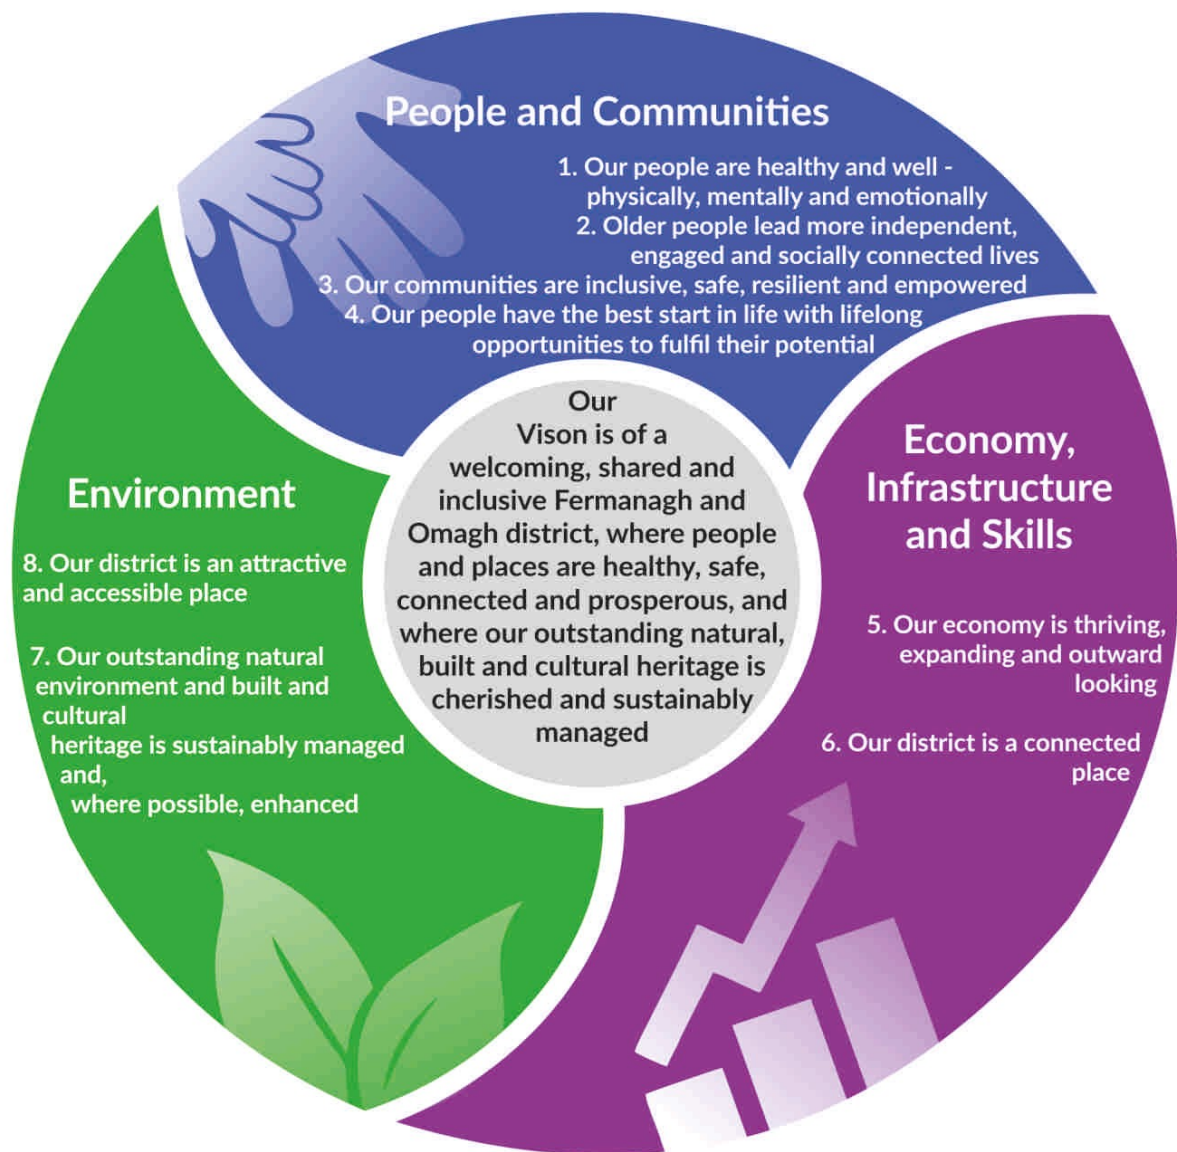 People and Communities
1. Our people are healthy and well -
physically, mentally and emotionally
2. Older people lead more independent,
engaged and socially connected lives
3. Our communities are inclusive, safe, resilient and empowered
4. Our people have the best start in life with lifelong
opportunities to fulfil their potential
Economy,
Infrastructure
and Skills
5. Our economy is thriving,
expanding and outward
looking
6. Our district is a connected
place
Environment
8. Our district is an attractive
and accessible place
7. Our outstanding natural
environment and built and
cultural
heritage is sustainably managed
and,
where possible, enhanced
Our
Vison is of a
welcoming, shared and
inclusive Fermanagh and
Omagh district, where people
and places are healthy, safe,
connected and prosperous, and
where our outstanding natural,
built and cultural heritage is
cherished and sustainably
managed